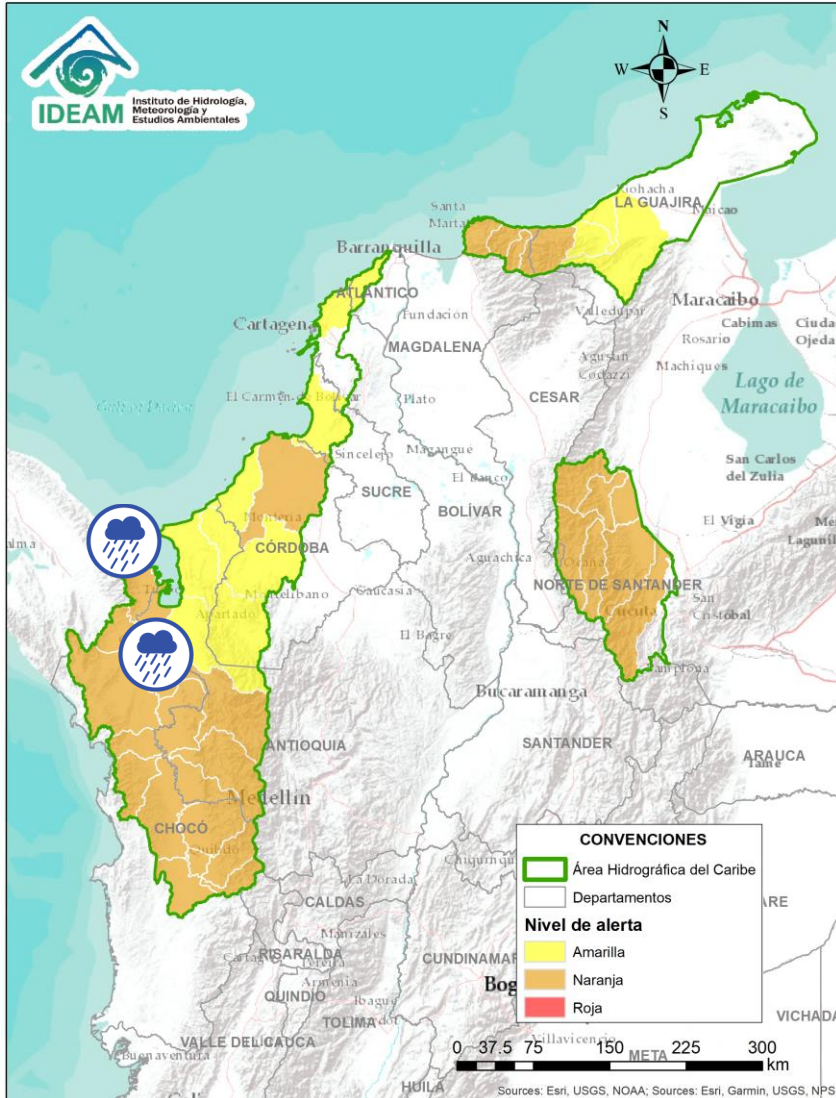 N
W
E
S
IDEAM
Instituto de Hidrología,
Meteorología y
Estudios Ambientales
Riohacha
LA GUAJIRA
Maicao
Santa
Marta
Barranquilla
ATLÁNTICO
Cartagena
Fundación
Valledupar
Maracaibo
Cabimas
Ciudad
Ojeda
Rosario
MAGDALENA
Agustín
Codazzi
Machiques
CESAR
Lago de
Maracaibo
El Carmen de Bolívar
Plato
Sincelejo
Magangué
San Carlos
del Zulia
El Banco
SUCRE
BOLÍVAR
Montería
El Vigía
CÓRDOBA
Aguachica
Ocaña
NORTE DE SANTANDER
Montelíbano
Caucasia
Cúcuta
San
Cristóbal
Apartadó
El Bagre
Pamplona
Bucaramanga
ANTIOQUIA
SANTANDER
ARAUCA
Tame
Medellín
CHOCÓ
Quibdó
CONVENCIONES
Área Hidrográfica del Caribe
Departamentos
Nivel de alerta
Amarilla
Naranja
Roja
La Dorada
CALDAS
Manizales
RISARALDA
Pereira
Armenia
QUINDÍO
Ibagué
TOLIMA
VALLE DEL CAUCA
Buenaventura
Villavicencio
META
VICHADA
HUILA
0 37.5 75 150 225 300
km
Sources: Esri, USGS, NOAA; Sources: Esri, Garmin, USGS, NPS